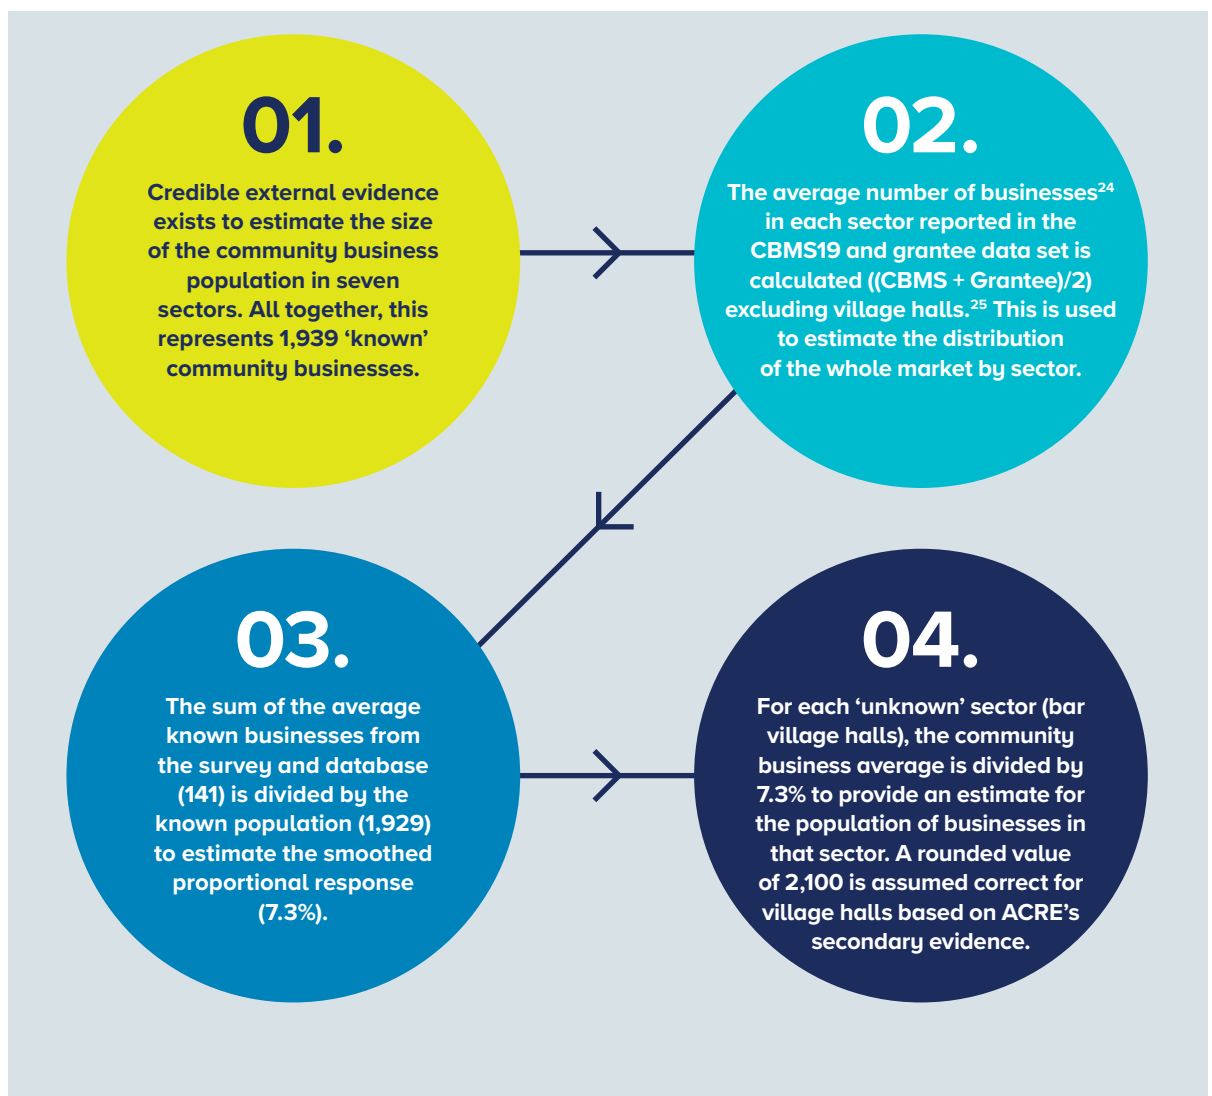 01.
Credible external evidence
exists to estimate the size
of the community business
population in seven
sectors. All together, this
represents 1,939 ‘known’
community businesses.
02.
The average number of businesses²⁴
in each sector reported in the
CBMS19 and grantee data set is
calculated ((CBMS + Grantee)/2)
excluding village halls.²⁵ This is used
to estimate the distribution
of the whole market by sector.
03.
The sum of the average
known businesses from
the survey and database
(141) is divided by the
known population (1,929)
to estimate the smoothed
proportional response
(7.3%).
04.
For each ‘unknown’ sector (bar
village halls), the community
business average is divided by
7.3% to provide an estimate for
the population of businesses in
that sector. A rounded value
of 2,100 is assumed correct for
village halls based on ACRE’s
secondary evidence.